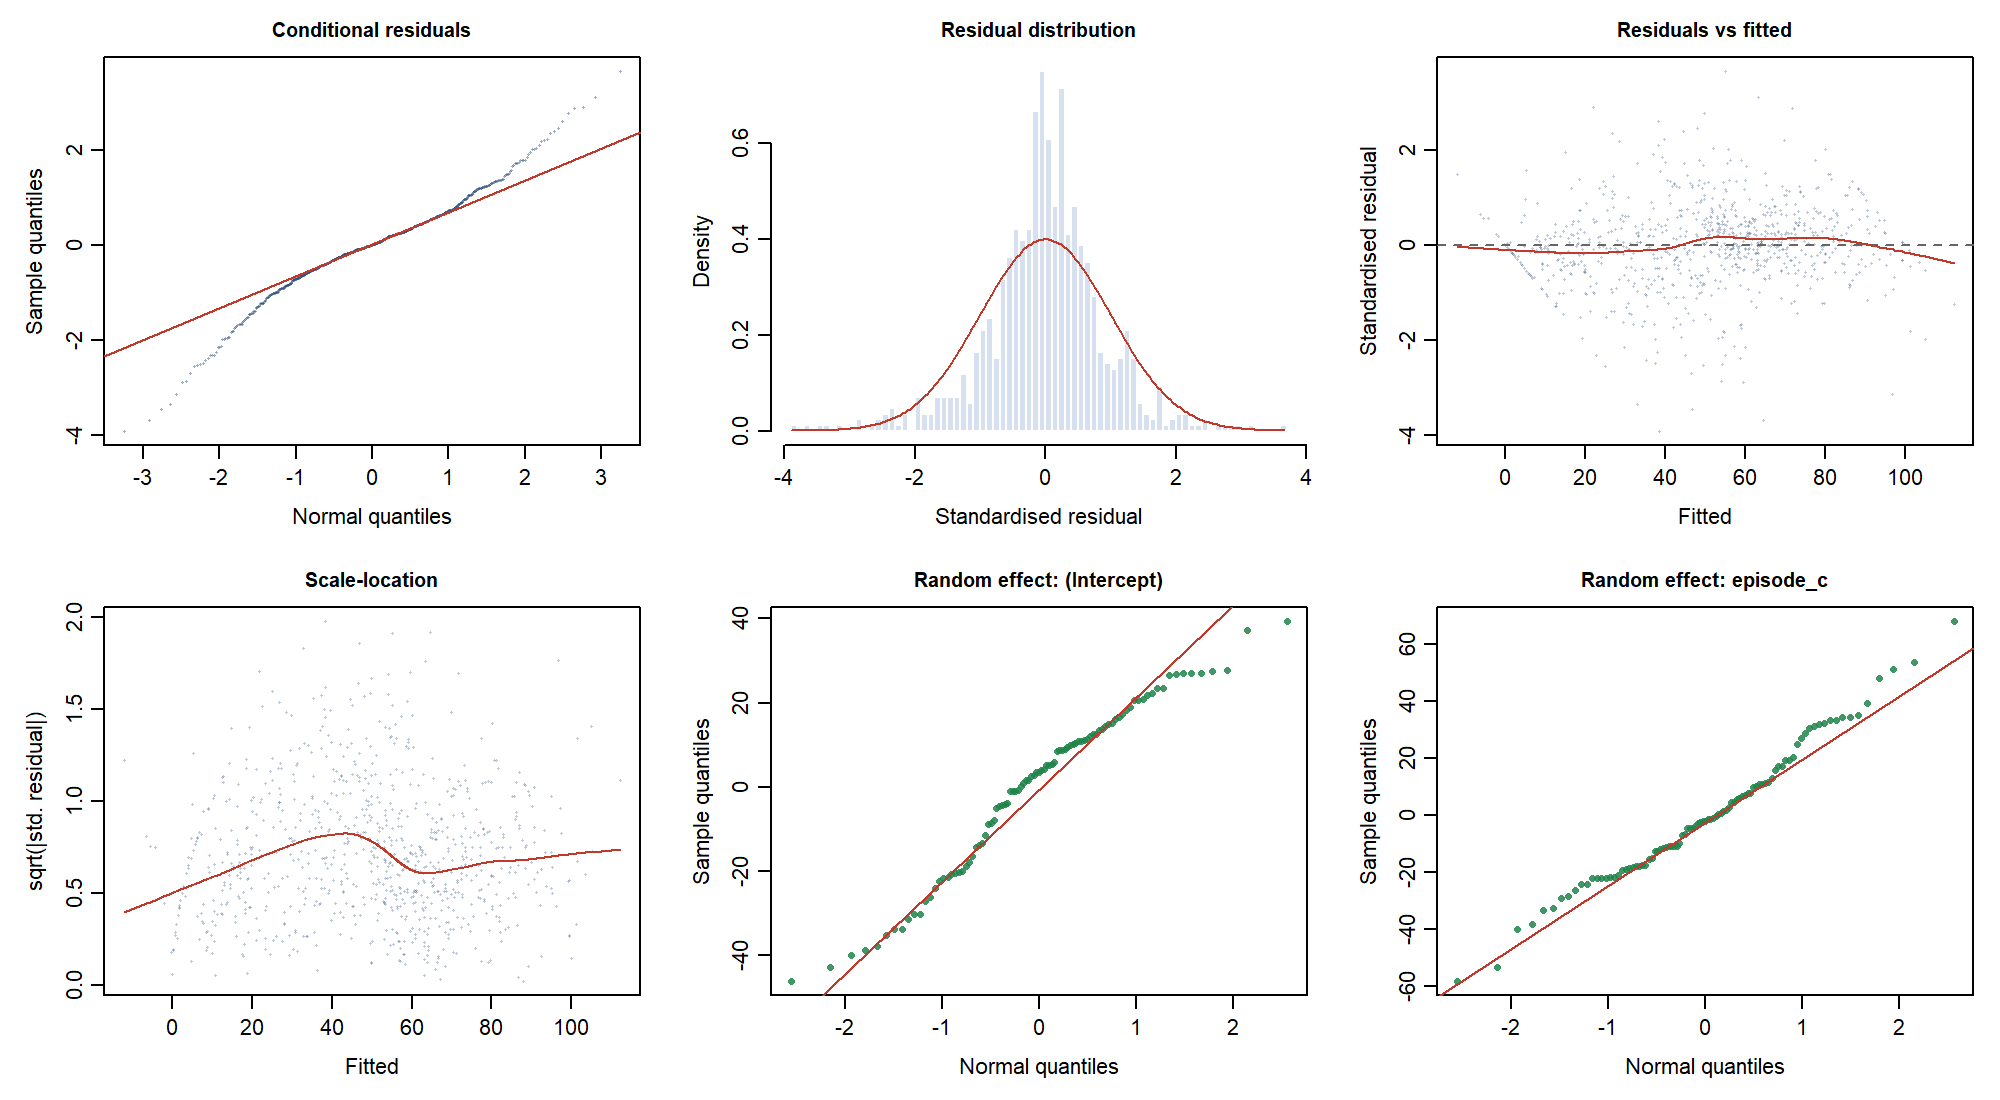 Conditional residuals
2
0
-2
-4
Sample quantiles
-3 -2 -1 0 1 2 3
Normal quantiles
Residual distribution
0.6
0.4
0.2
0.0
Density
-4 -2 0 2 4
Standardised residual
Residuals vs fitted
2
0
-2
-4
Standardised residual
0 20 40 60 80 100
Fitted
Scale-location
2.0
1.5
1.0
0.5
0.0
sqrt(|std. residual|)
0 20 40 60 80 100
Fitted
Random effect: (Intercept)
40
20
0
-20
-40
Sample quantiles
-2 -1 0 1 2
Normal quantiles
Random effect: episode_c
60
40
20
0
-20
-40
-60
Sample quantiles
-2 -1 0 1 2
Normal quantiles